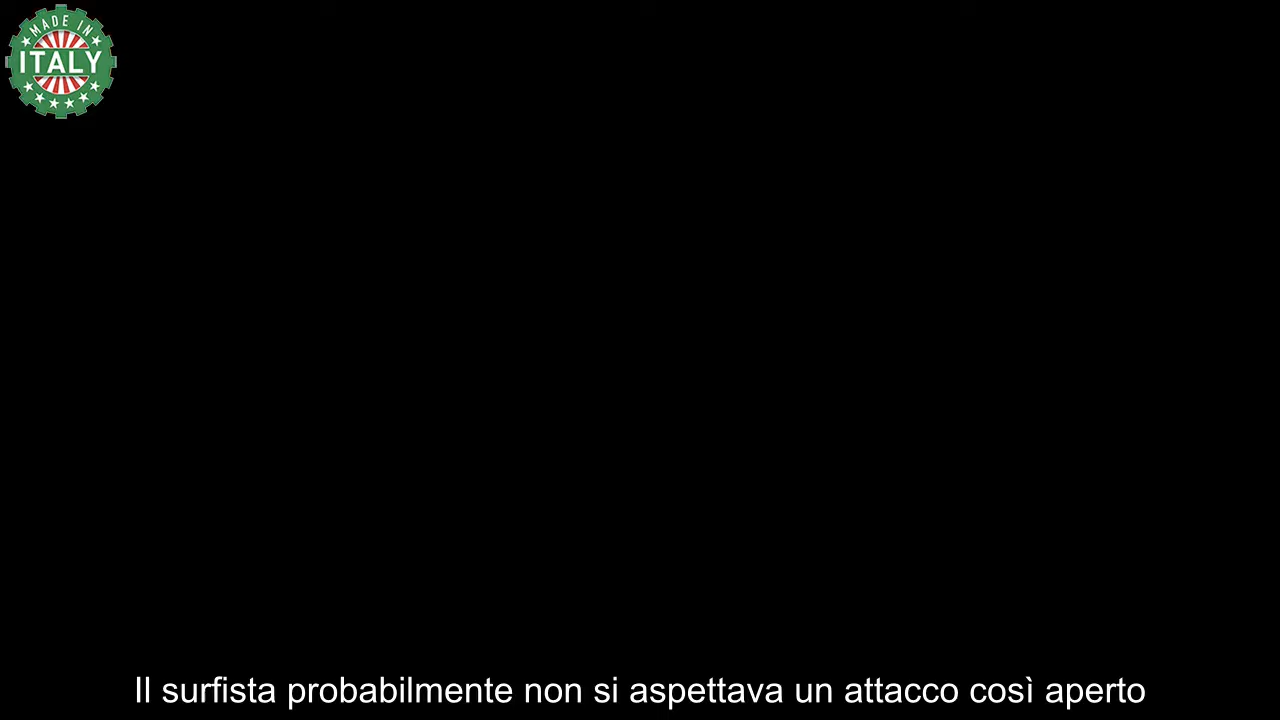 MADE IN
ITALY
Il surfista probabilmente non si aspettava un attacco così aperto